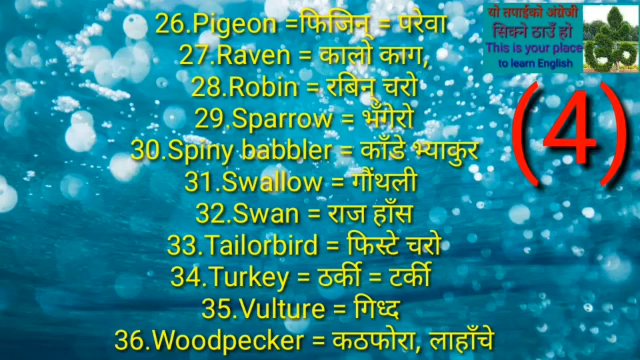 26.Pigeon =फिजिन् = परेवा
27.Raven = कालो काग,
28.Robin = रबिन् चरो
29.Sparrow = भँगेरो
30.Spiny babbler = काँडे भ्याकुर
31.Swallow = गौंथली
32.Swan = राज हाँस
33.Tailorbird = फिस्टे चरो
34.Turkey = ठर्की = टर्की
35.Vulture = गिध्द
36.Woodpecker = कठफोरा, लाहाँचे
यो तपाईको अंग्रेजी
सिक्ने ठाउँ हो
This is your place
to learn English
(4)